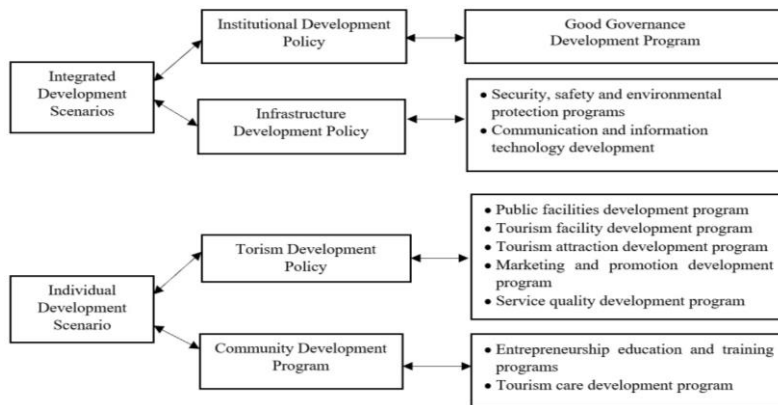 Integrated
Development
Scenarios
Institutional Development
Policy
Good Governance
Development Program
Infrastructure
Development Policy
• Security, safety and environmental
protection programs
• Communication and information
technology development
Individual
Development
Scenario
Torism Development
Policy
• Public facilities development program
• Tourism facility development program
• Tourism attraction development program
• Marketing and promotion development
program
• Service quality development program
Community Development
Program
• Entrepreneurship education and training
programs
• Tourism care development program